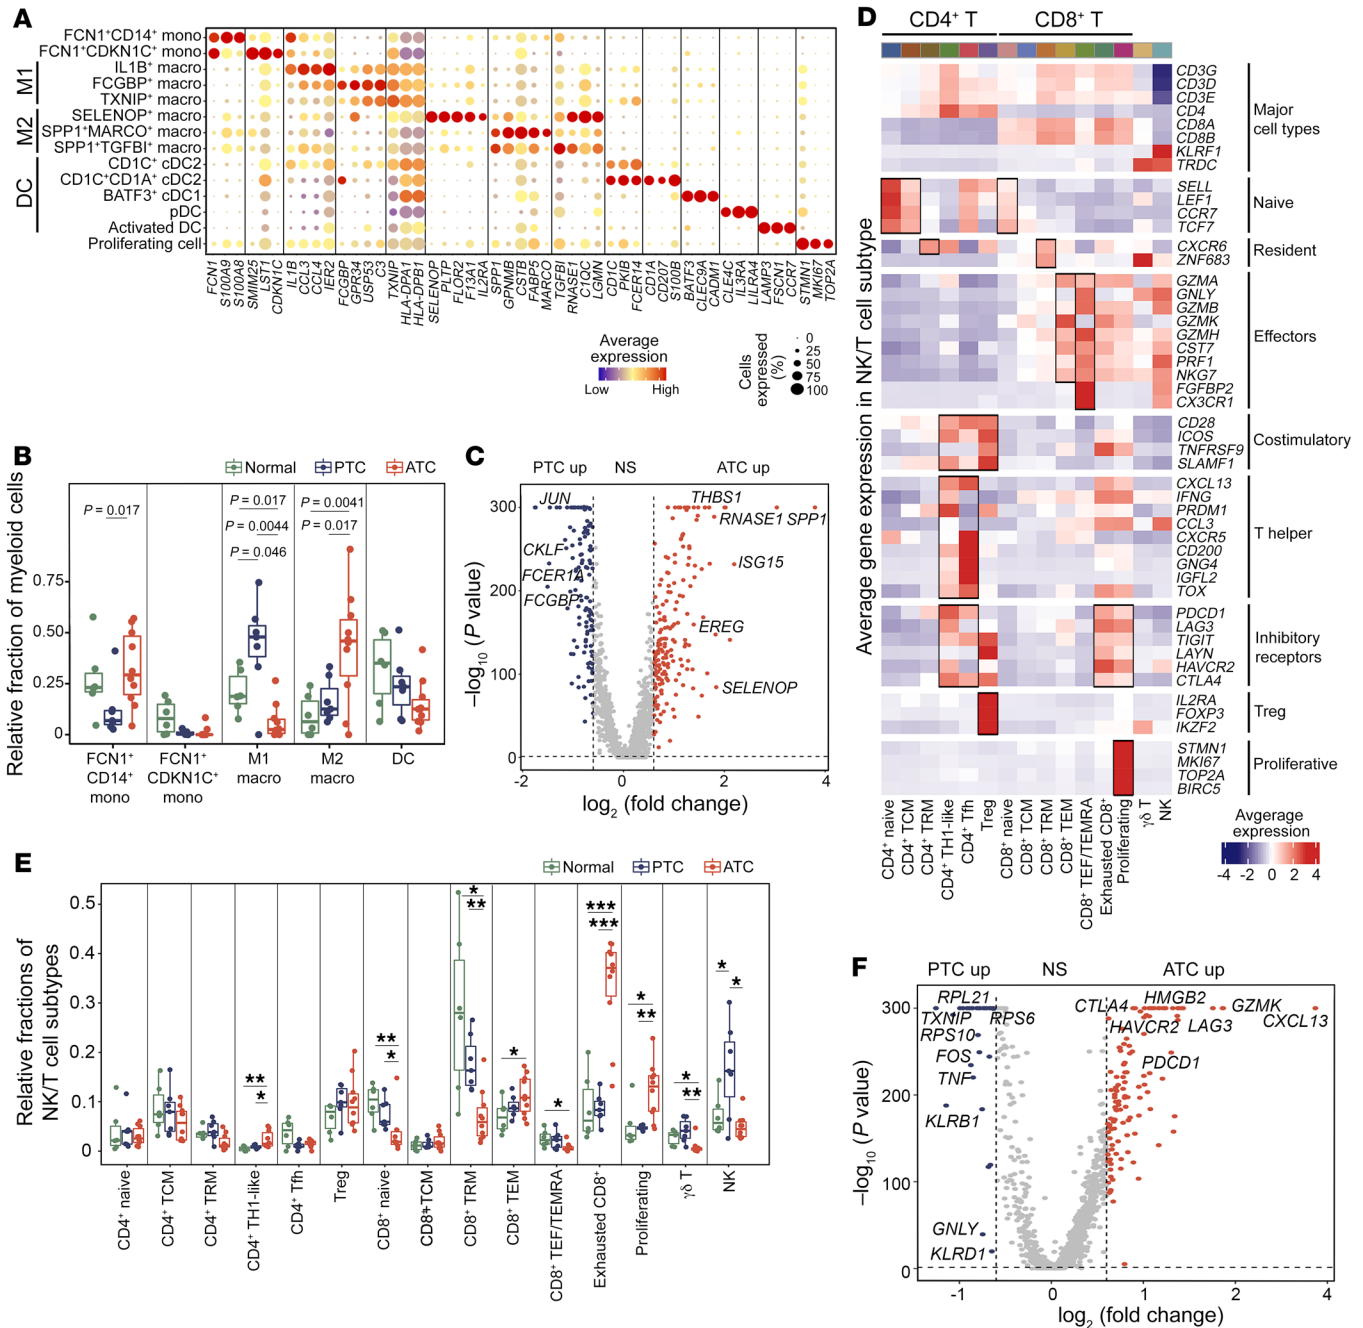 A
FCN1⁺CD14⁺ mono
FCN1⁺CDKN1C⁺ mono
IL1B⁺ macro
FCGBP⁺ macro
TXNIP⁺ macro
SELENOP⁺ macro
SPP1⁺MARCO⁺ macro
SPP1⁺TGFBI⁺ macro
CD1C⁺ cDC2
CD1C⁺CD1A⁺ cDC2
BATF3⁺ cDC1
pDC
Activated DC
Proliferating cell
M1
M2
DC
FCN1
S100A9
S100A8
SMIM25
LST1
CDKN1C
IL1B
CCL3
CCL4
IER2
FCGBP
GPR34
USP53
C3
TXNIP
HLA-DPA1
HLA-DPB1
SELENOP
PLTP
FOLR2
F13A1
IL2RA
SPP1
GPNMB
CSTB
FABP5
MARCO
TGFBI
RNASE1
C1QC
LGMN
CD1C
PKIB
FCER1A
CD1A
CD207
S100B
BATF3
CLEC9A
CADM1
CLE4C
IL3RA
LILRA4
LAMP3
FSCN1
CCR7
STMN1
MKI67
TOP2A
Average
expression
Low High
Cells
expressed
(%)
0
25
50
75
100
B
Normal PTC ATC
Relative fraction of myeloid cells
0.75
0.50
0.25
0
P = 0.017
P = 0.017
P = 0.0044
P = 0.046
P = 0.0041
P = 0.017
FCN1⁺
CD14⁺
mono
FCN1⁺
CDKN1C⁺
mono
M1
macro
M2
macro
DC
C
PTC up NS ATC up
–log₁₀ (P value)
300
200
100
0
JUN
CKLF
FCER1A
FCGBP
THBS1
RNASE1 SPP1
ISG15
EREG
SELENOP
-2 0 2 4
log₂ (fold change)
D
CD4⁺ T CD8⁺ T
Average gene expression in NK/T cell subtype
CD3G
CD3D
CD3E
CD4
CD8A
CD8B
KLRF1
TRDC
Major
cell types
SELL
LEF1
CCR7
TCF7
Naive
CXCR6
ZNF683
Resident
GZMA
GNLY
GZMB
GZMK
GZMH
CST7
PRF1
NKG7
FGFBP2
CX3CR1
Effectors
CD28
ICOS
TNFRSF9
SLAMF1
Costimulatory
CXCL13
IFNG
PRDM1
CCL3
CXCR5
CD200
GNG4
IGFL2
TOX
T helper
PDCD1
LAG3
TIGIT
LAYN
HAVCR2
CTLA4
Inhibitory
receptors
IL2RA
FOXP3
IKZF2
Treg
STMN1
MKI67
TOP2A
BIRC5
Proliferative
CD4⁺ naive
CD4⁺ TCM
CD4⁺ TRM
CD4⁺ TH1-like
CD4⁺ Tfh
Treg
CD8⁺ naive
CD8⁺ TCM
CD8⁺ TRM
CD8⁺ TEM
CD8⁺ TEF/TEMRA
Exhausted CD8⁺
Proliferating
γδ T
NK
Avgerage
expression
-4 -2 0 2 4
E
Normal PTC ATC
Relative fractions of
NK/T cell subtypes
0.5
0.4
0.3
0.2
0.1
0
**
*
**
*
*
**
*
*
***
***
*
**
*
**
*
*
CD4⁺ naive
CD4⁺ TCM
CD4⁺ TRM
CD4⁺ TH1-like
CD4⁺ Tfh
Treg
CD8⁺ naive
CD8+TCM
CD8⁺ TRM
CD8⁺ TEM
CD8⁺ TEF/TEMRA
Exhausted CD8⁺
Proliferating
γδ T
NK
F
PTC up NS ATC up
–log₁₀ (P value)
300
200
100
0
RPL21
TXNIP RPS6
RPS10
FOS
TNF
KLRB1
GNLY
KLRD1
CTLA4 HMGB2
GZMK
HAVCR2 LAG3 CXCL13
PDCD1
-1 0 1 2 4
log₂ (fold change)